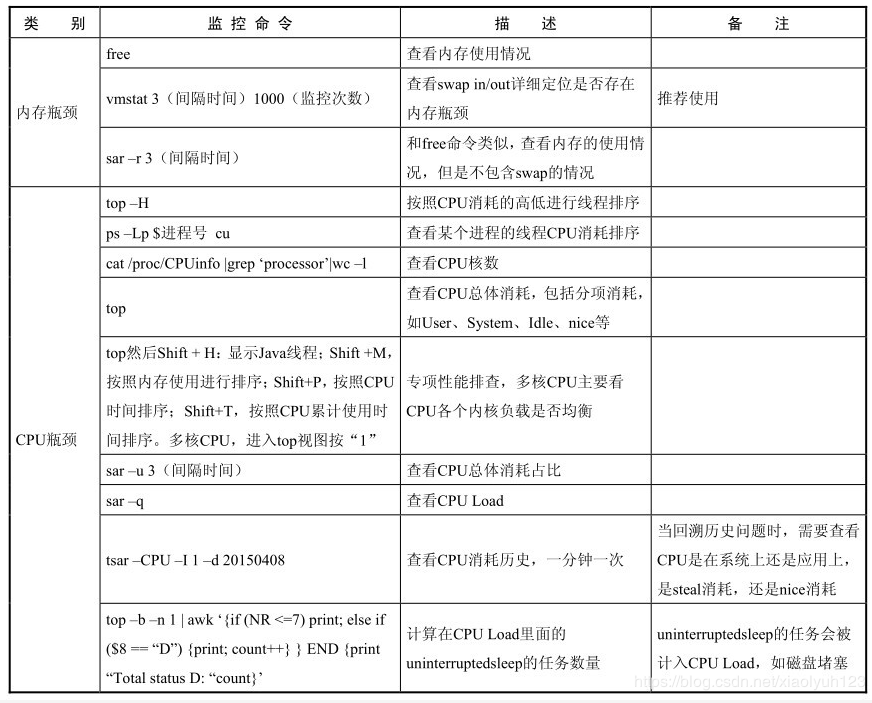 类 别 监 控 命 令 描 述 备 注
内存瓶颈
free
查看内存使用情况
vmstat 3（间隔时间）1000（监控次数）
查看swap in/out详细定位是否存在
内存瓶颈
推荐使用
sar –r 3（间隔时间）
和free命令类似，查看内存的使用情
况，但是不包含swap的情况
CPU瓶颈
top –H
按照CPU消耗的高低进行线程排序
ps –Lp $进程号 cu
查看某个进程的线程CPU消耗排序
cat /proc/CPUinfo |grep ‘processor’|wc –l
查看CPU核数
top
查看CPU总体消耗，包括分项消耗，
如User、System、Idle、nice等
top然后Shift + H：显示Java线程；Shift +M，
按照内存使用进行排序；Shift+P，按照CPU
时间排序；Shift+T，按照CPU累计使用时
间排序。多核CPU，进入top视图按“1”
专项性能排查，多核CPU主要看
CPU各个内核负载是否均衡
sar –u 3（间隔时间）
查看CPU总体消耗占比
sar –q
查看CPU Load
tsar –CPU –I 1 –d 20150408
查看CPU消耗历史，一分钟一次
当回溯历史问题时，需要查看
CPU是在系统上还是应用上，
是steal消耗，还是nice消耗
top –b –n 1 | awk ‘{if (NR <=7) print; else if
($8 == “D”) {print; count++} } END {print
“Total status D: “count}’
计算在CPU Load里面的
uninterruptedsleep的任务数量
uninterruptedsleep的任务会被
计入CPU Load，如磁盘堵塞
https://blog.csdn.net/xiaolyuh123